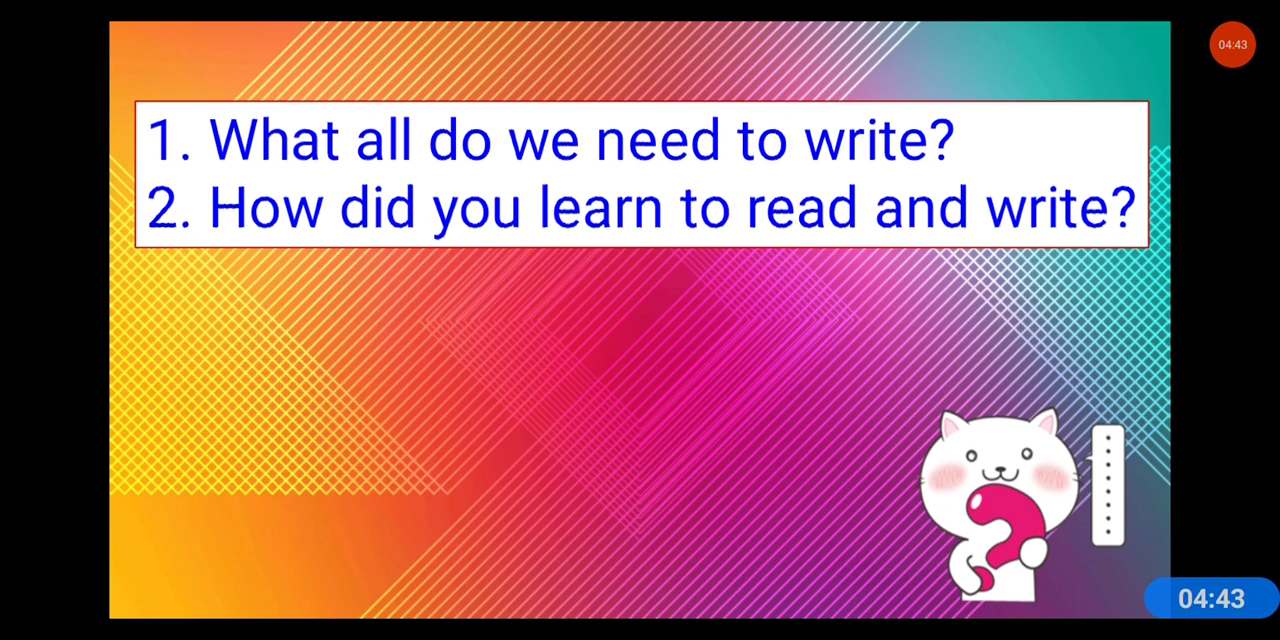 04:43
1. What all do we need to write?
2. How did you learn to read and write?
04:43